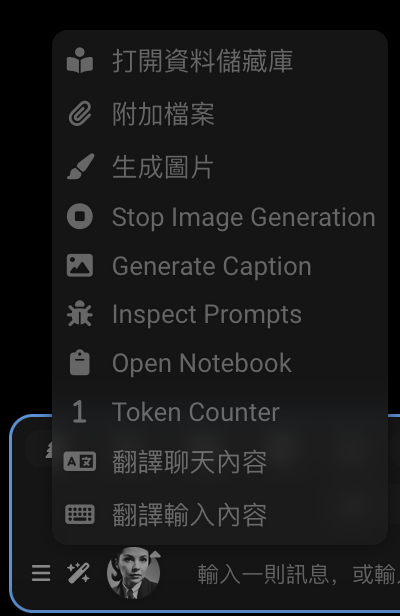 打開資料儲藏庫
附加檔案
生成圖片
Stop Image Generation
Generate Caption
Inspect Prompts
Open Notebook
1 Token Counter
翻譯聊天內容
翻譯輸入內容
輸入一則訊息，或輸入